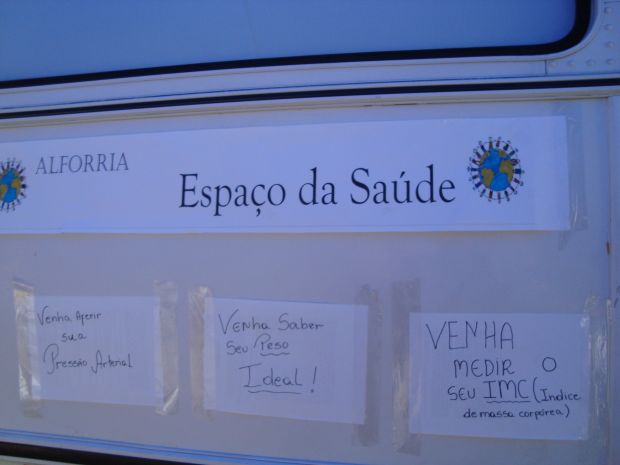 ALFORRIA
Espaço da Saúde
Venha Aferir
sua
Pressão Arterial
Venha Saber
Seu Peso
Ideal!
VENHA
MEDIR O
SEU IMC (Indice
de massa corpórea)